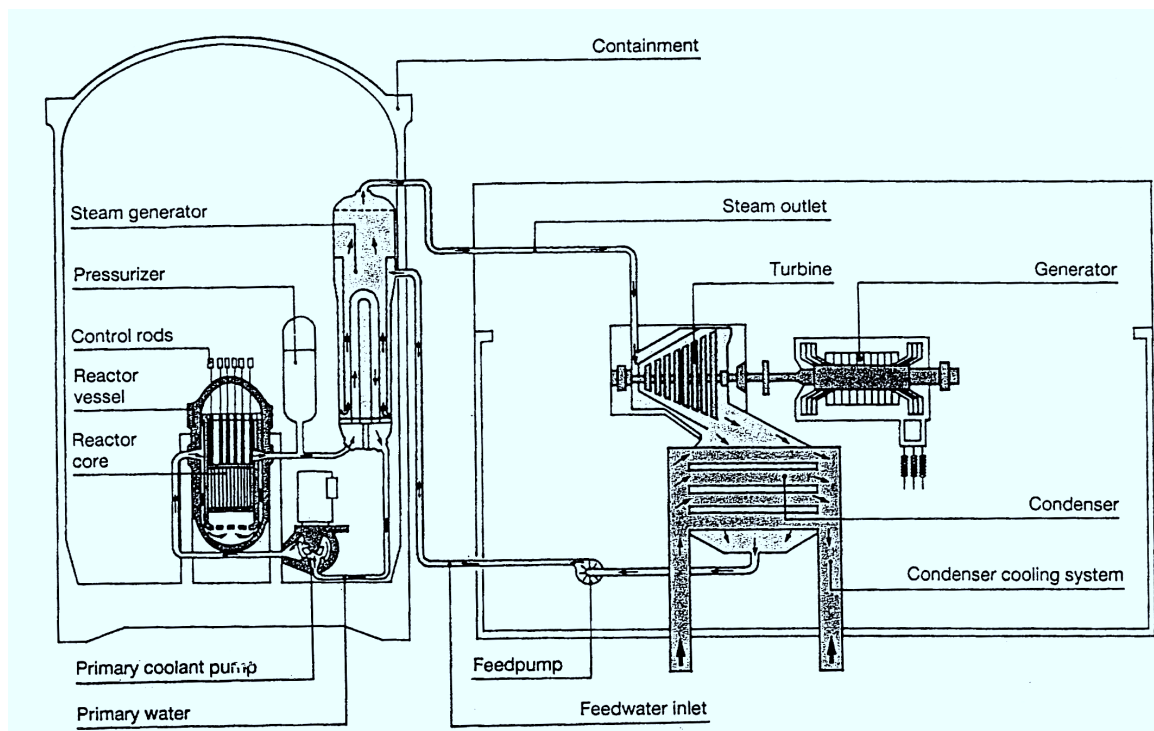 Containment
Steam generator
Steam outlet
Pressurizer
Turbine
Generator
Control rods
Reactor
vessel
Reactor
core
Condenser
Condenser cooling system
Primary coolant pump
Feedpump
Primary water
Feedwater inlet